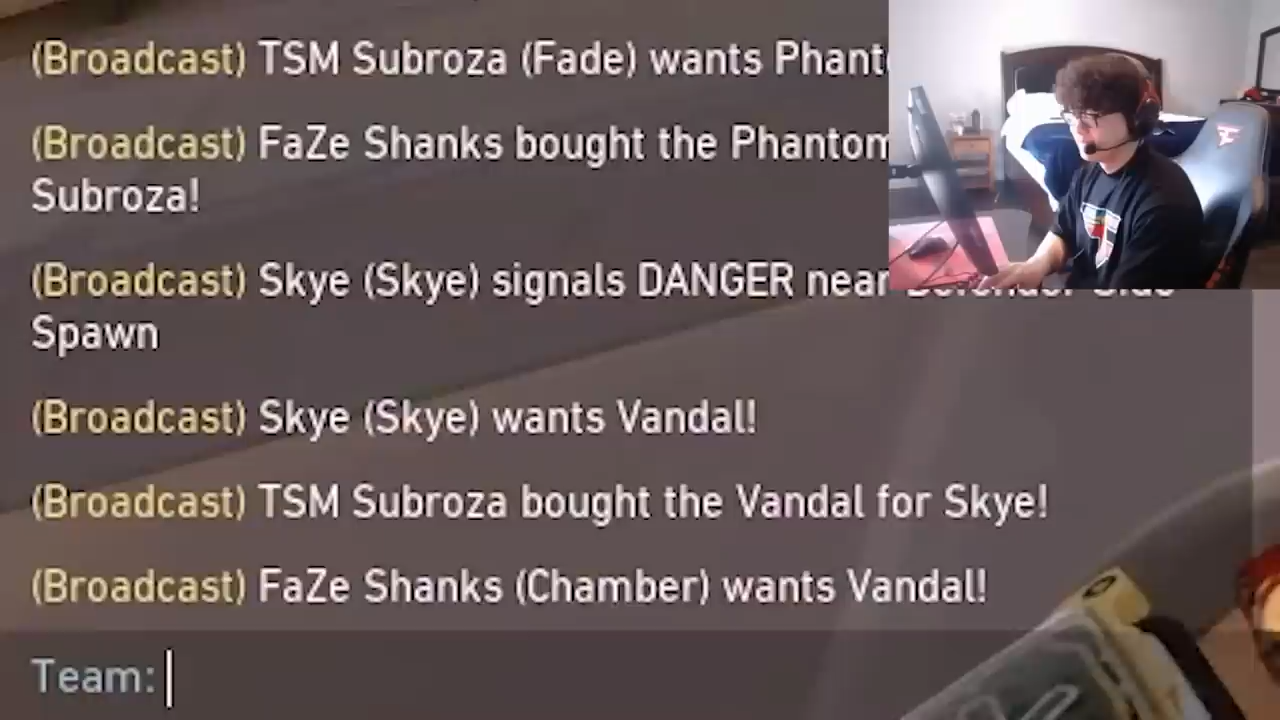 (Broadcast) TSM Subroza (Fade) wants
(Broadcast) FaZe Shanks bought the Phantom
Subroza!
(Broadcast) Skye (Skye) signals DANGER near Defender Side
Spawn
(Broadcast) Skye (Skye) wants Vandal!
(Broadcast) TSM Subroza bought the Vandal for Skye!
(Broadcast) FaZe Shanks (Chamber) wants Vandal!
Team: